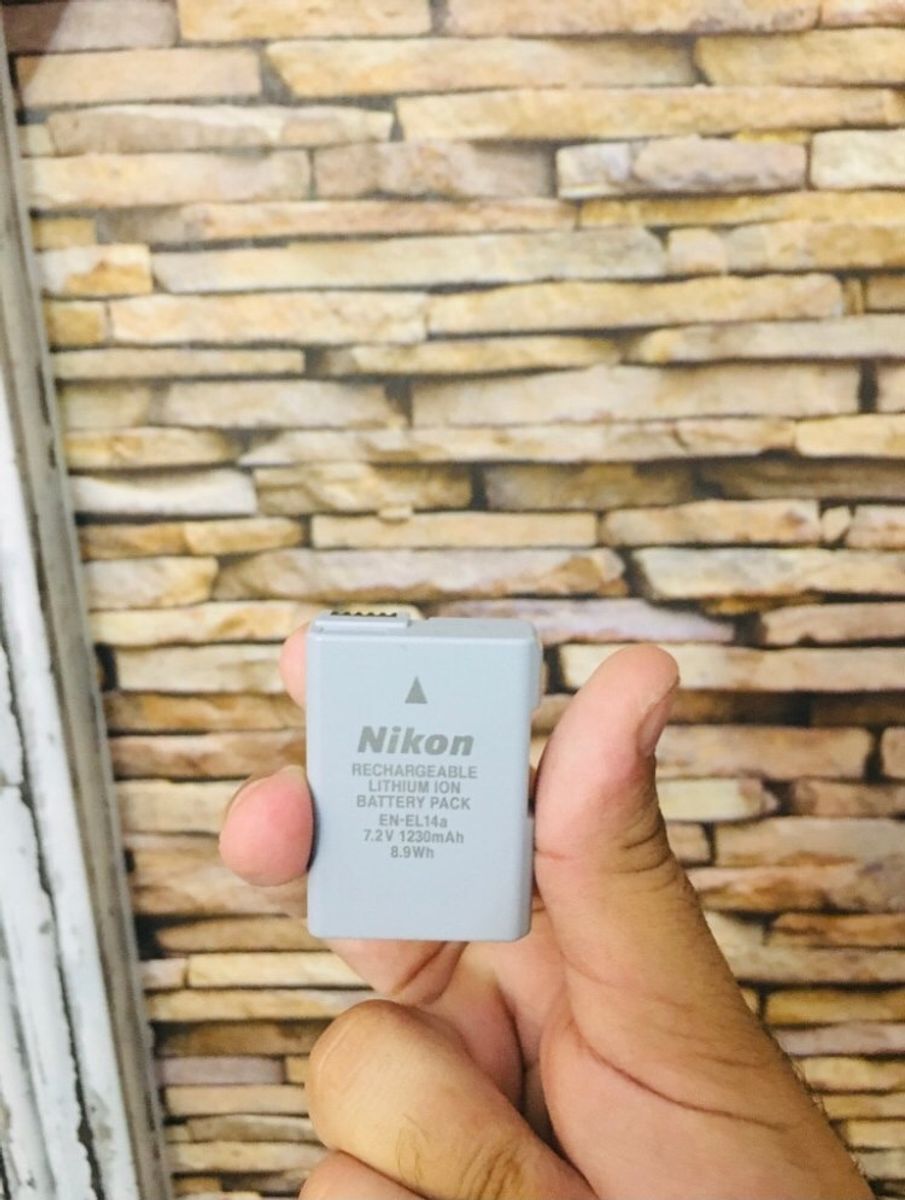 Nikon
RECHARGEABLE
LITHIUM ION
BATTERY PACK
EN-EL14a
7.2V 1230mAh
8.9Wh